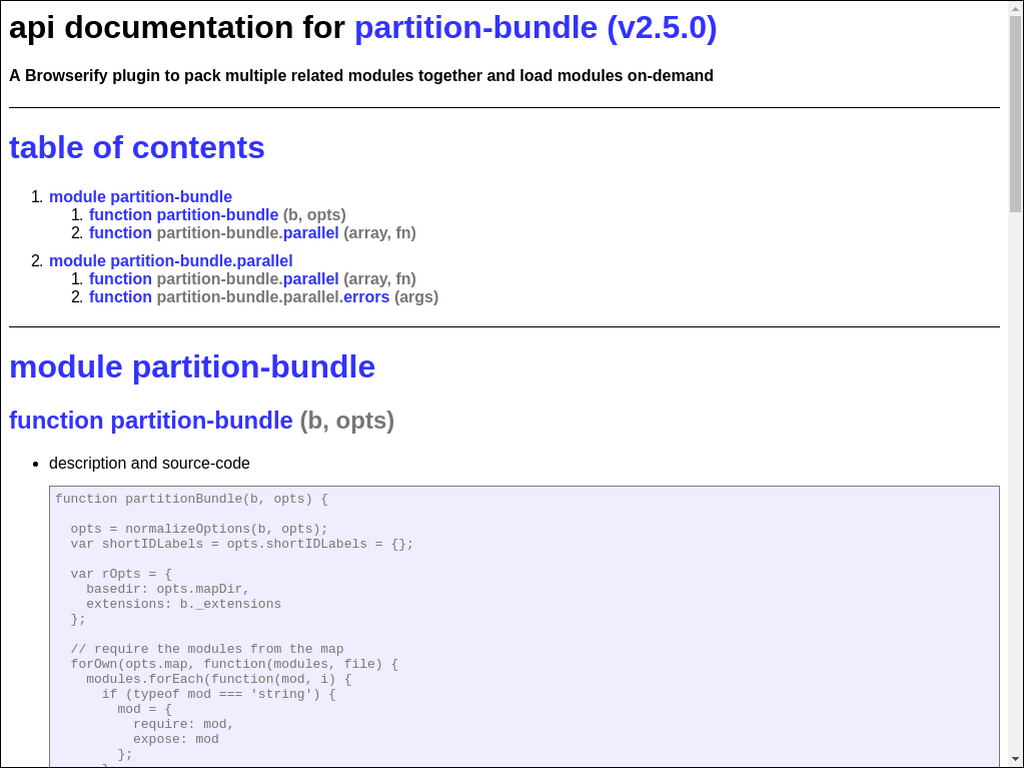 api documentation for partition-bundle (v2.5.0)
A Browserify plugin to pack multiple related modules together and load modules on-demand
table of contents
1. module partition-bundle
1. function partition-bundle (b, opts)
2. function partition-bundle.parallel (array, fn)
2. module partition-bundle.parallel
1. function partition-bundle.parallel (array, fn)
2. function partition-bundle.parallel.errors (args)
module partition-bundle
function partition-bundle (b, opts)
• description and source-code
function partitionBundle(b, opts) {
opts = normalizeOptions(b, opts);
var shortIDLabels = opts.shortIDLabels = {};
var rOpts = {
basedir: opts.mapDir,
extensions: b._extensions
};
// require the modules from the map
forOwn(opts.map, function(modules, file) {
modules.forEach(function(mod, i) {
if (typeof mod === 'string') {
mod = {
require: mod,
expose: mod
};